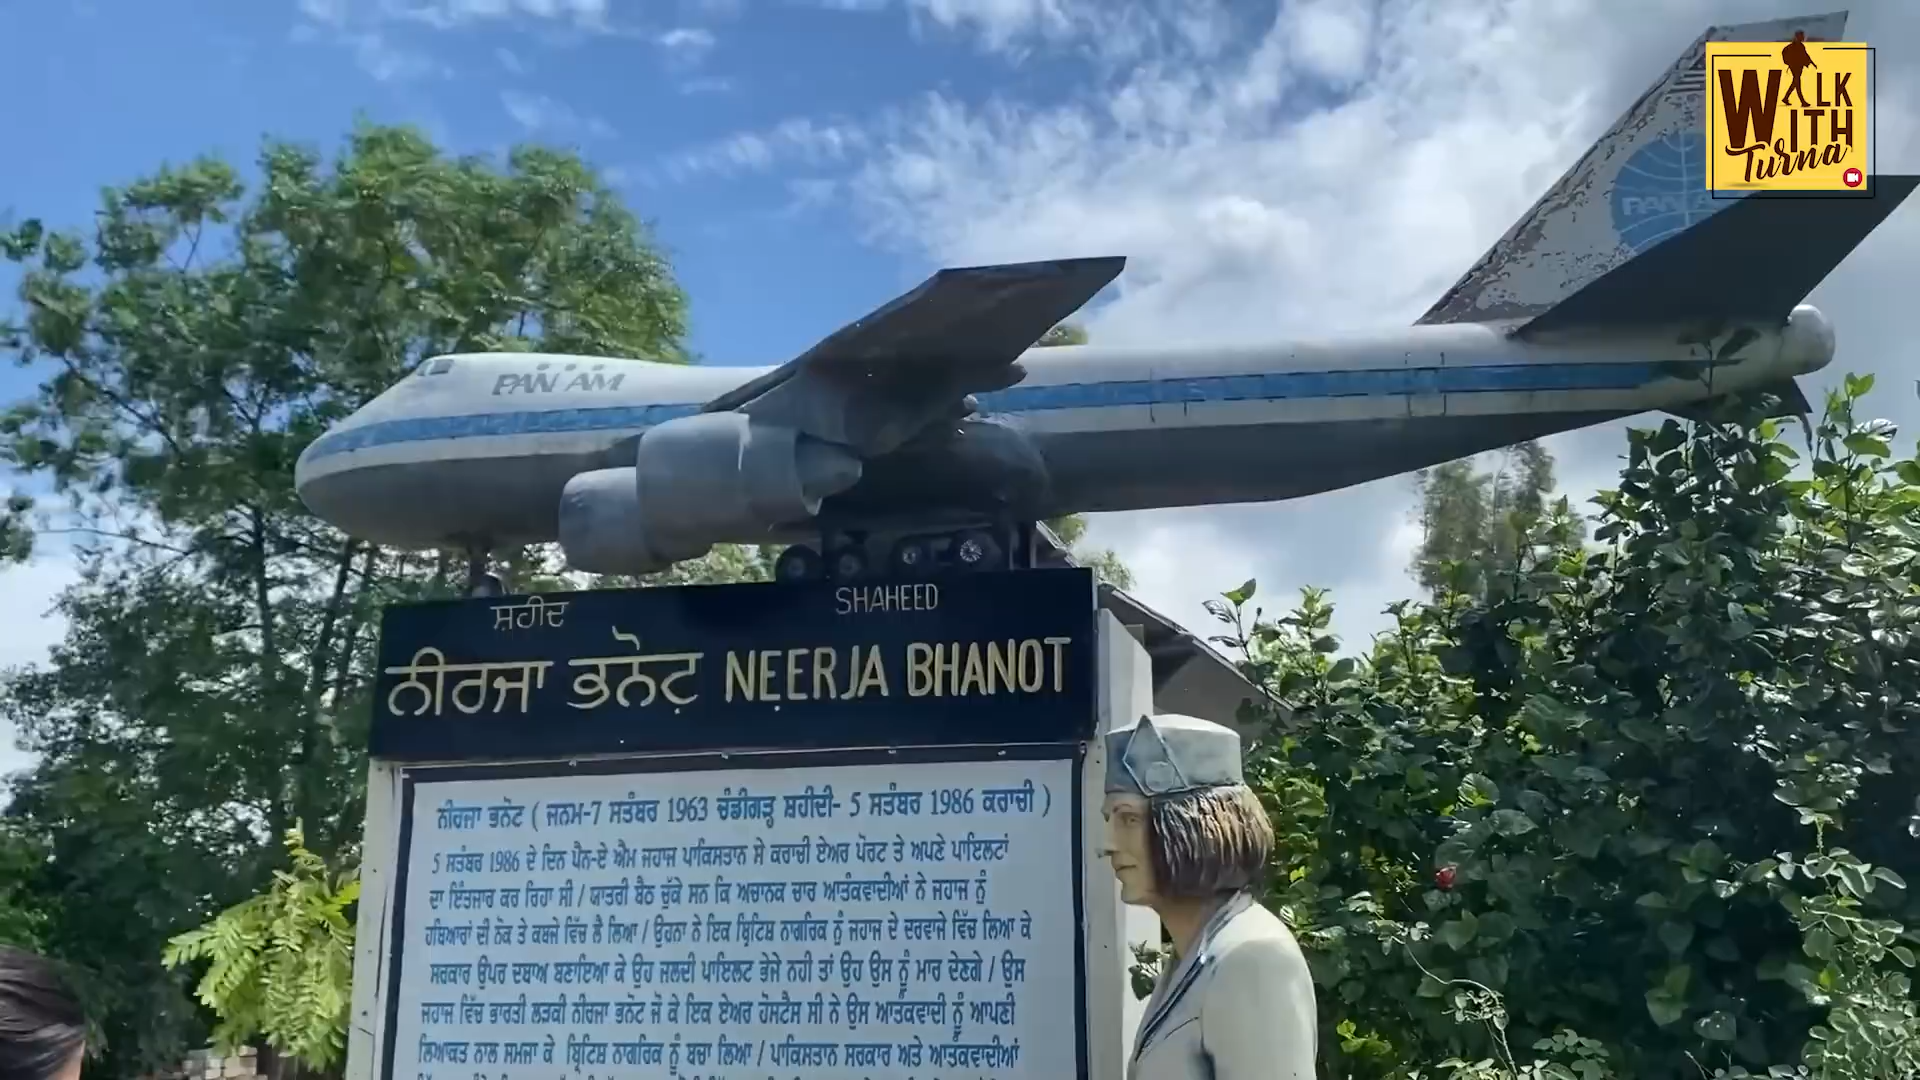 WALK
WITH
Turna
PAN AM
PAN A
ਸ਼ਹੀਦ SHAHEED
ਨੀਰਜਾ ਭਨੋਟ NEERJA BHANOT
ਨੀਰਜਾ ਭਨੋਟ ( ਜਨਮ-7 ਸਤੰਬਰ 1963 ਚੰਡੀਗੜ੍ਹ ਸ਼ਹੀਦੀ- 5 ਸਤੰਬਰ 1986 ਕਰਾਚੀ )
5 ਸਤੰਬਰ 1986 ਦੇ ਦਿਨ ਪੈਨ-ਏ ਐਮ ਜਹਾਜ ਪਾਕਿਸਤਾਨ ਸੇ ਕਰਾਚੀ ਏਅਰ ਪੋਰਟ ਤੇ ਅਪਣੇ ਪਾਇਲਟਾਂ
ਦਾ ਇੰਤਜਾਰ ਕਰ ਰਿਹਾ ਸੀ / ਯਾਤਰੀ ਬੈਠ ਚੁੱਕੇ ਸਨ ਕਿ ਅਚਾਨਕ ਚਾਰ ਆਤੰਕਵਾਦੀਆਂ ਨੇ ਜਹਾਜ ਨੂੰ
ਹਥਿਆਰਾਂ ਦੀ ਨੋਕ ਤੇ ਕਬਜੇ ਵਿੱਚ ਲੈ ਲਿਆ / ਉਹਨਾ ਨੇ ਇਕ ਬ੍ਰਿਟਿਸ਼ ਨਾਗਰਿਕ ਨੂੰ ਜਹਾਜ ਦੇ ਦਰਵਾਜੇ ਵਿੱਚ ਲਿਆ ਕੇ
ਸਰਕਾਰ ਉਪਰ ਦਬਾਅ ਬਣਾਇਆ ਕੇ ਉਹ ਜਲਦੀ ਪਾਇਲਟ ਭੇਜੇ ਨਹੀ ਤਾਂ ਉਹ ਉਸ ਨੂੰ ਮਾਰ ਦੇਣਗੇ / ਉਸ
ਜਹਾਜ ਵਿੱਚ ਭਾਰਤੀ ਲੜਕੀ ਨੀਰਜਾ ਭਨੋਟ ਜੋ ਕੇ ਇਕ ਏਅਰ ਹੋਸਟੈਸ ਸੀ ਨੇ ਉਸ ਆਤੰਕਵਾਦੀ ਨੂੰ ਆਪਣੀ
ਲਿਆਕਤ ਨਾਲ ਸਮਜਾ ਕੇ ਬ੍ਰਿਟਿਸ਼ ਨਾਗਰਿਕ ਨੂੰ ਬਚਾ ਲਿਆ / ਪਾਕਿਸਤਾਨ ਸਰਕਾਰ ਅਤੇ ਆਤੰਕਵਾਦੀਆਂ